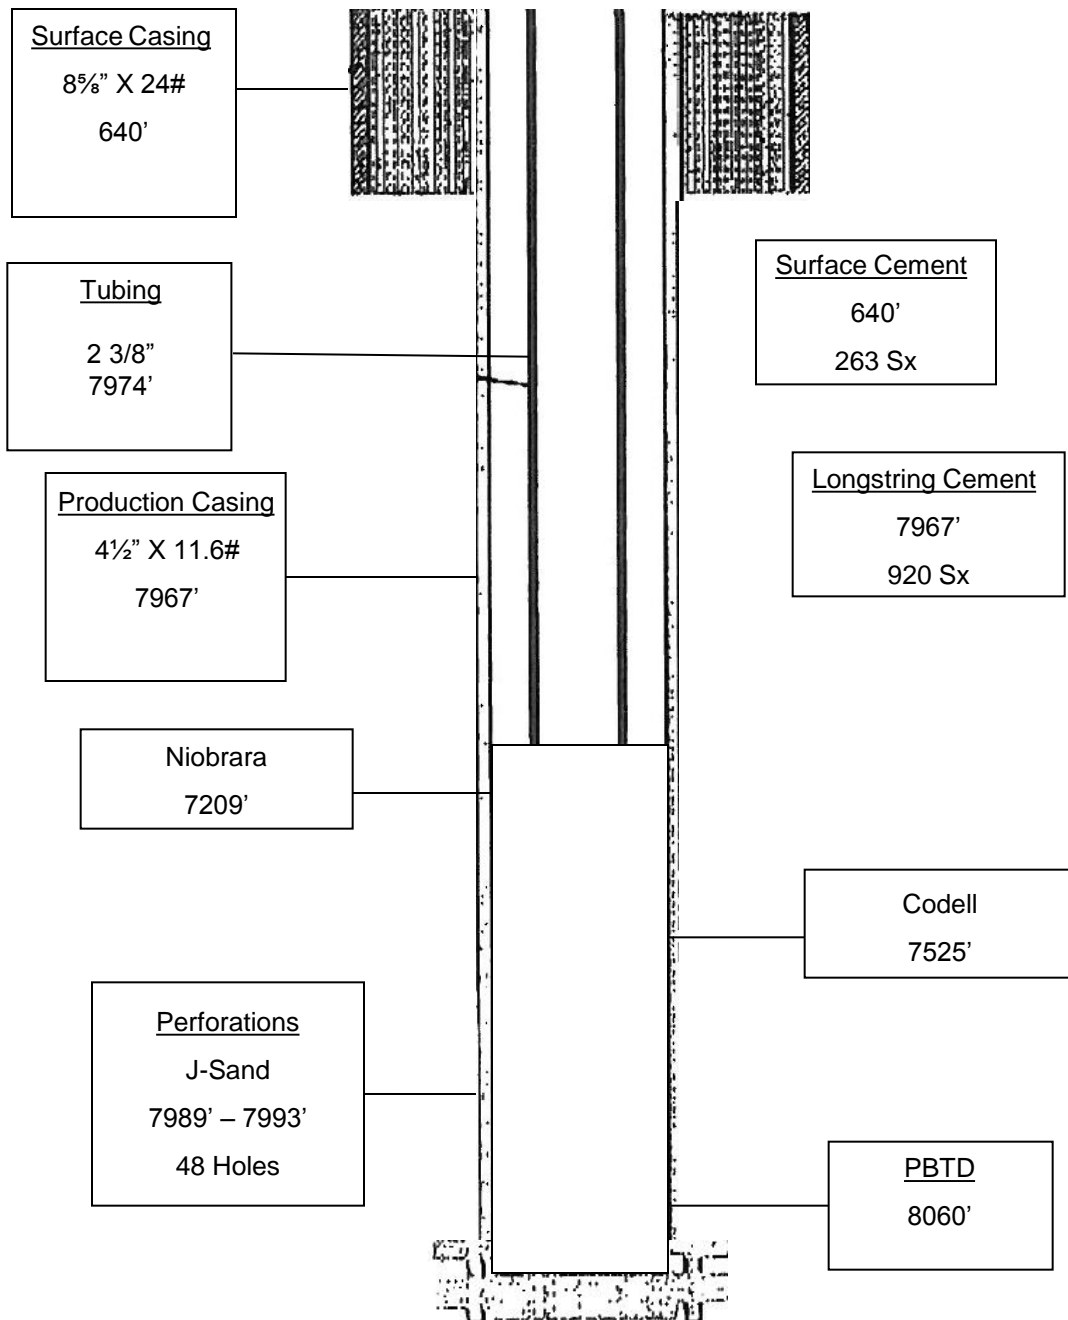 Surface Casing
8⅝” X 24#
640’
Surface Cement
640’
263 Sx
Tubing
2 3/8”
7974’
Longstring Cement
7967’
920 Sx
Production Casing
4½” X 11.6#
7967’
Niobrara
7209’
Codell
7525’
Perforations
J-Sand
7989’ – 7993’
48 Holes
PBTD
8060’